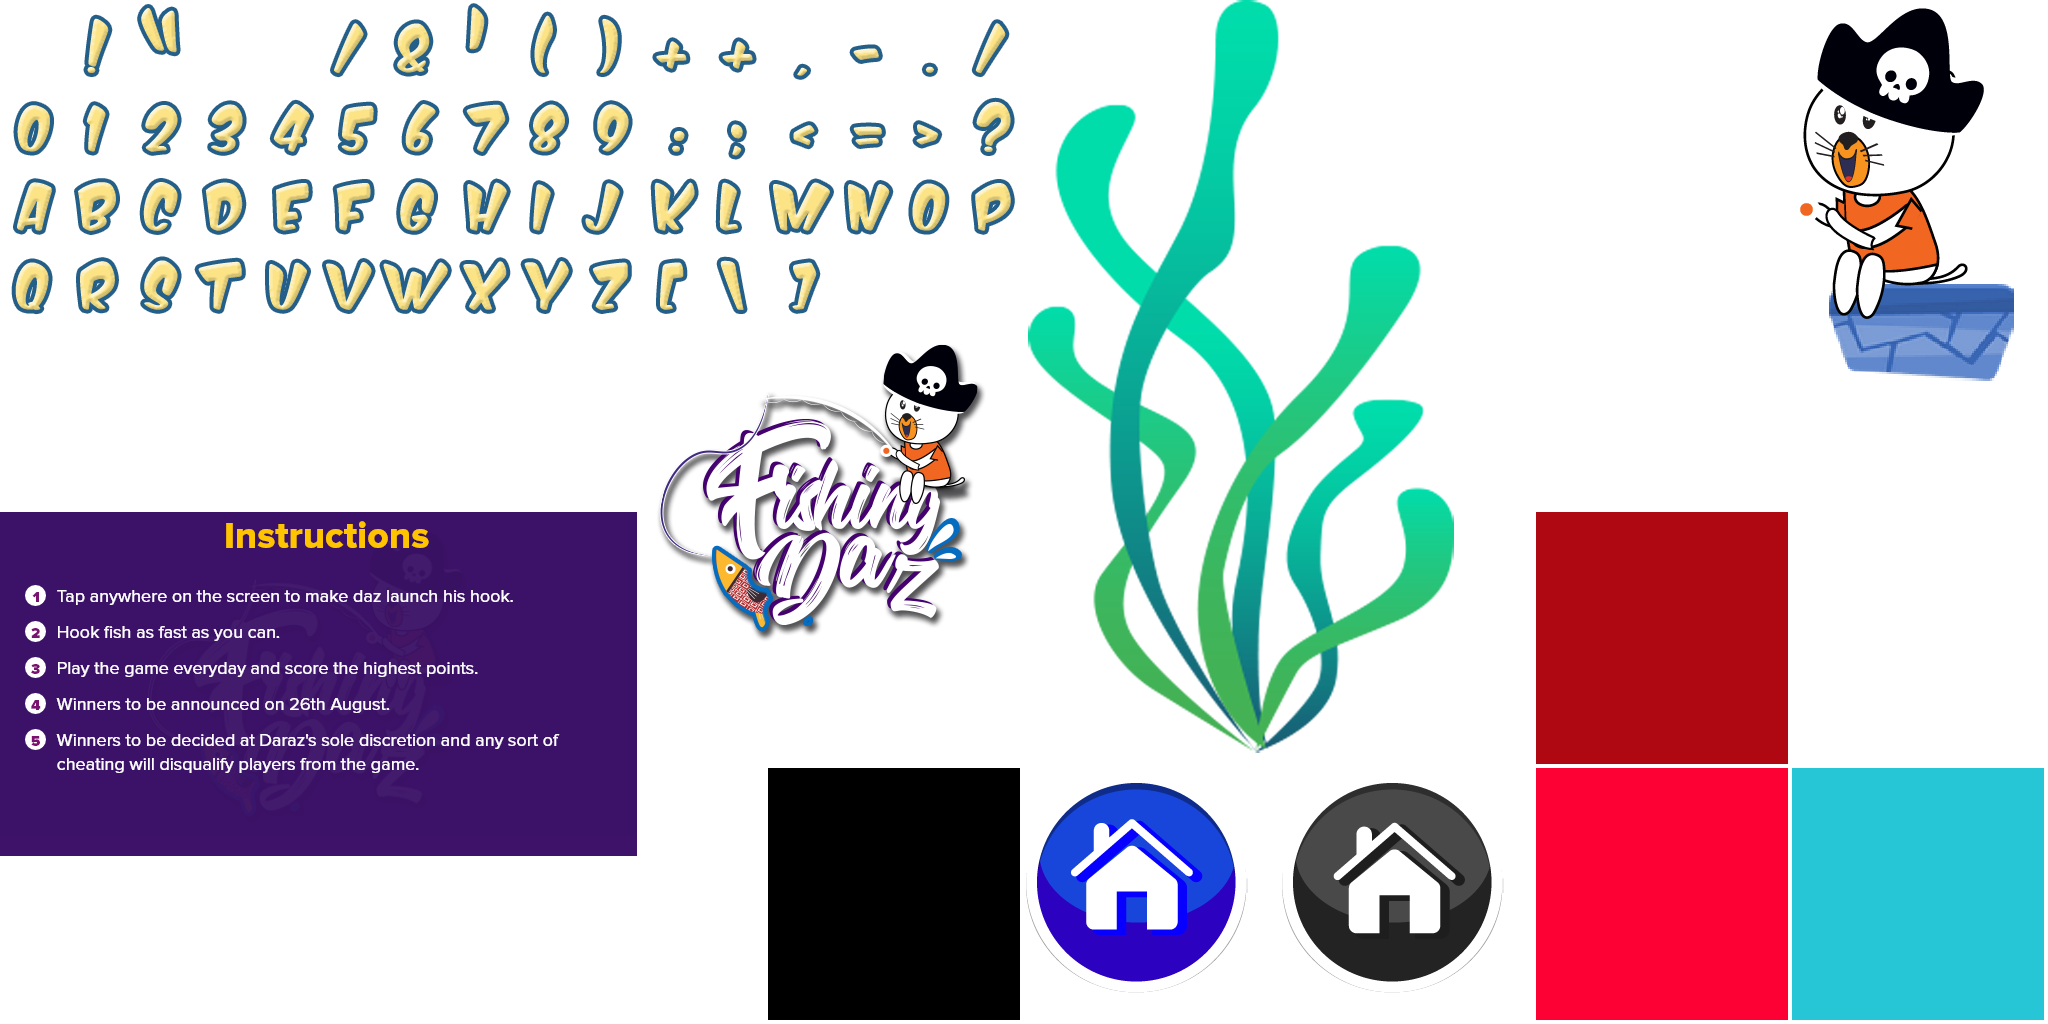 ! " / & ' ( ) + + , - . /
0 1 2 3 4 5 6 7 8 9 : ; < = > ?
A B C D E F G H I J K L M N O P
Q R S T U V W X Y Z [ \ ]
Fishing
Daraz
Instructions
1 Tap anywhere on the screen to make daz launch his hook.
2 Hook fish as fast as you can.
3 Play the game everyday and score the highest points.
4 Winners to be announced on 26th August.
5 Winners to be decided at Daraz's sole discretion and any sort of
cheating will disqualify players from the game.